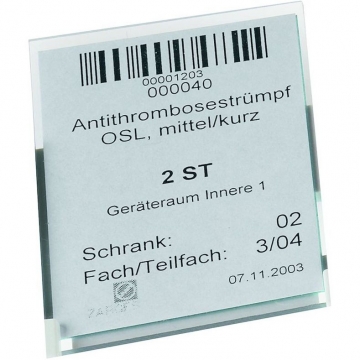 00001203
000040
Antithrombosestrümpf
OSL, mittel/kurz
2 ST
Geräteraum Innere 1
Schrank: 02
Fach/Teilfach: 3/04
07.11.2003